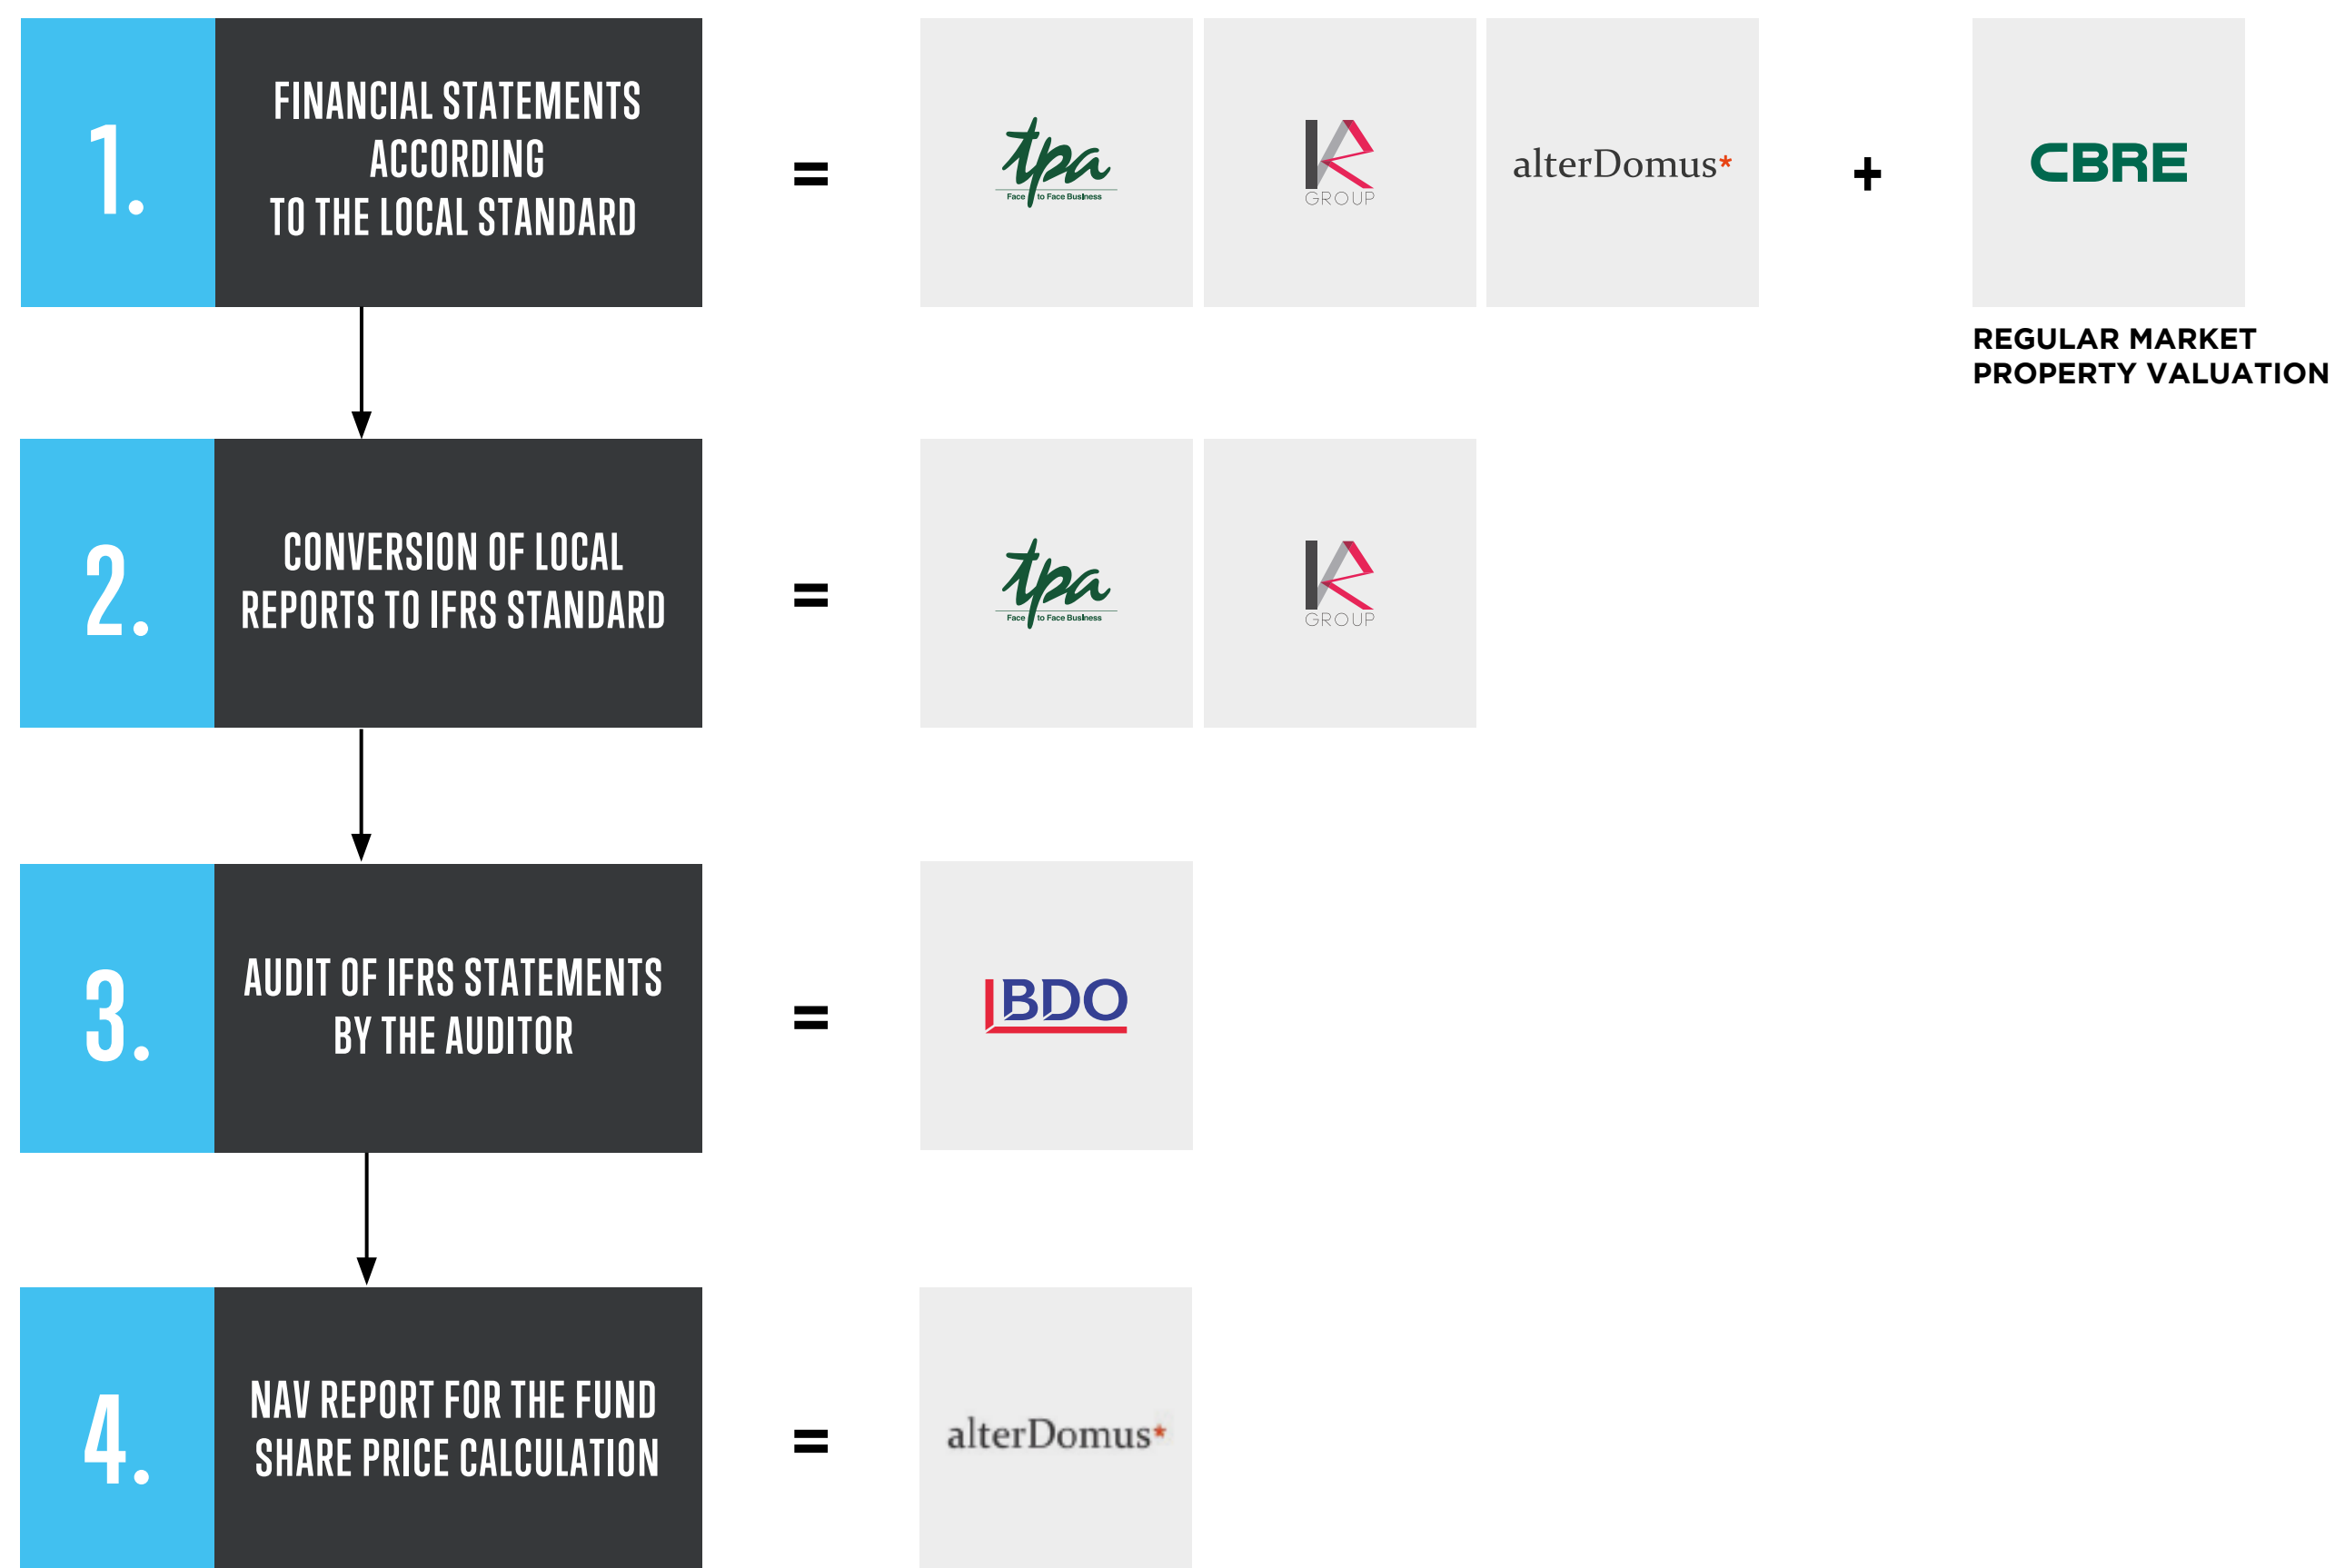 1.
FINANCIAL STATEMENTS
ACCORDING
TO THE LOCAL STANDARD
=
tpa
Face to Face Business
KR
GROUP
alterDomus*
+
CBRE
REGULAR MARKET
PROPERTY VALUATION
2.
CONVERSION OF LOCAL
REPORTS TO IFRS STANDARD
=
tpa
Face to Face Business
KR
GROUP
3.
AUDIT OF IFRS STATEMENTS
BY THE AUDITOR
=
BDO
4.
NAV REPORT FOR THE FUND
SHARE PRICE CALCULATION
=
alterDomus*